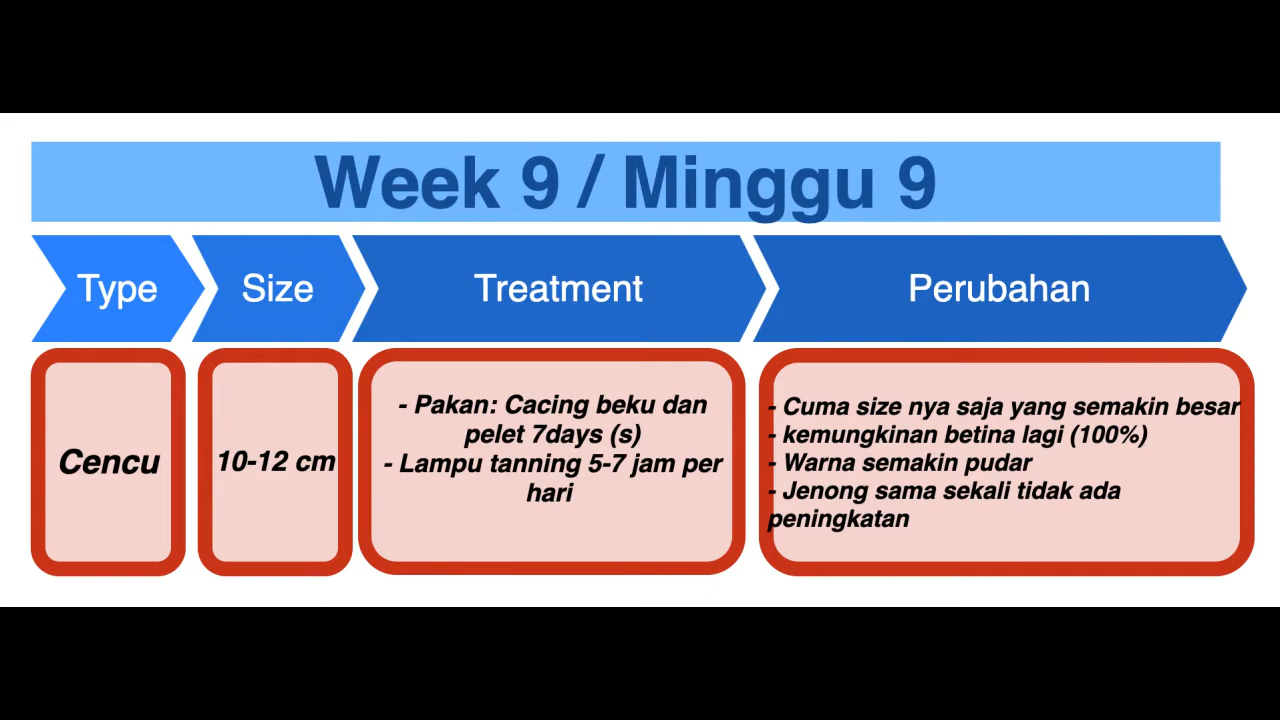 Week 9 / Minggu 9
Type
Size
Treatment
Perubahan
Cencu
10-12 cm
- Pakan: Cacing beku dan
pelet 7days (s)
- Lampu tanning 5-7 jam per
hari
- Cuma size nya saja yang semakin besar
- kemungkinan betina lagi (100%)
- Warna semakin pudar
- Jenong sama sekali tidak ada
peningkatan